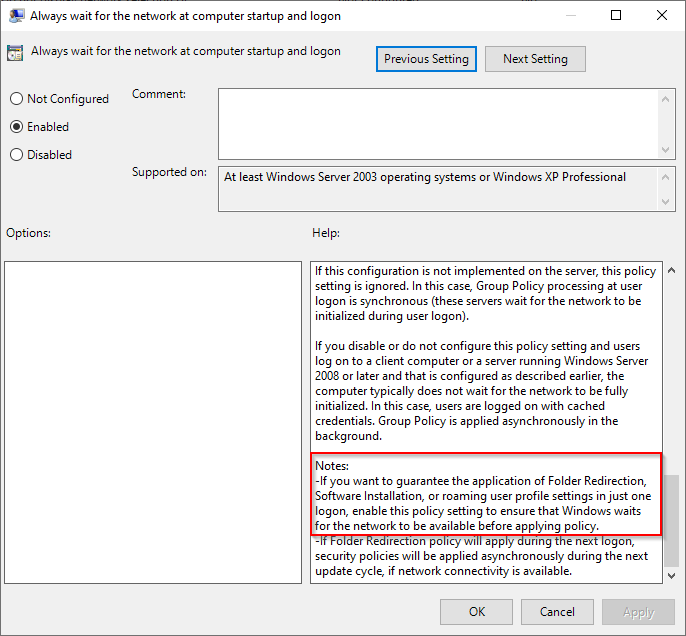 Always wait for the network at computer startup and logon
Always wait for the network at computer startup and logon
Previous Setting
Next Setting
Not Configured
Comment:
Enabled
Disabled
Supported on:
At least Windows Server 2003 operating systems or Windows XP Professional
Options:
Help:
If this configuration is not implemented on the server, this policy
setting is ignored. In this case, Group Policy processing at user
logon is synchronous (these servers wait for the network to be
initialized during user logon).
If you disable or do not configure this policy setting and users
log on to a client computer or a server running Windows Server
2008 or later and that is configured as described earlier, the
computer typically does not wait for the network to be fully
initialized. In this case, users are logged on with cached
credentials. Group Policy is applied asynchronously in the
background.
Notes:
-If you want to guarantee the application of Folder Redirection,
Software Installation, or roaming user profile settings in just one
logon, enable this policy setting to ensure that Windows waits
for the network to be available before applying policy.
-If Folder Redirection policy will apply during the next logon,
security policies will be applied asynchronously during the next
update cycle, if network connectivity is available.
OK
Cancel
Apply